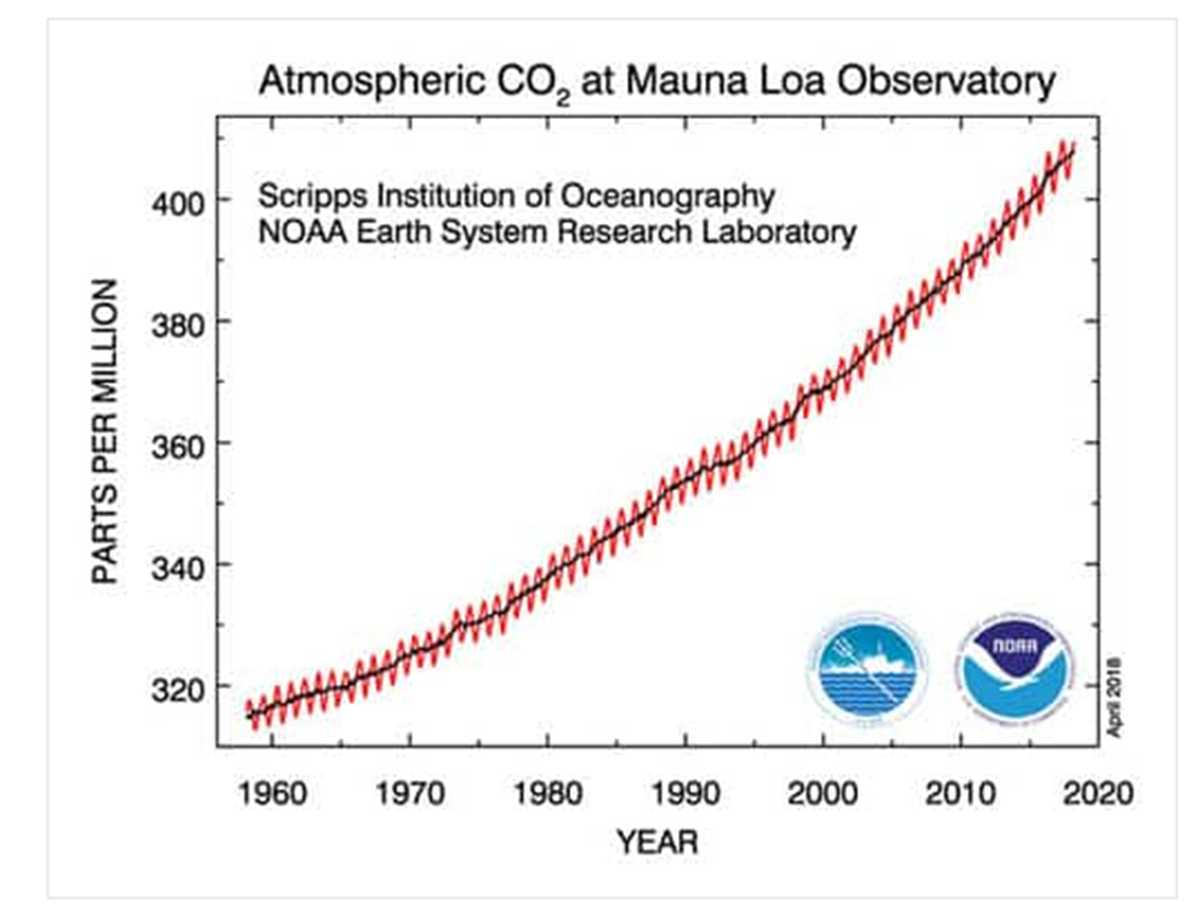 Atmospheric CO₂ at Mauna Loa Observatory
Scripps Institution of Oceanography
NOAA Earth System Research Laboratory
PARTS PER MILLION
400
380
360
340
320
NOAA
April 2018
1960 1970 1980 1990 2000 2010 2020
YEAR